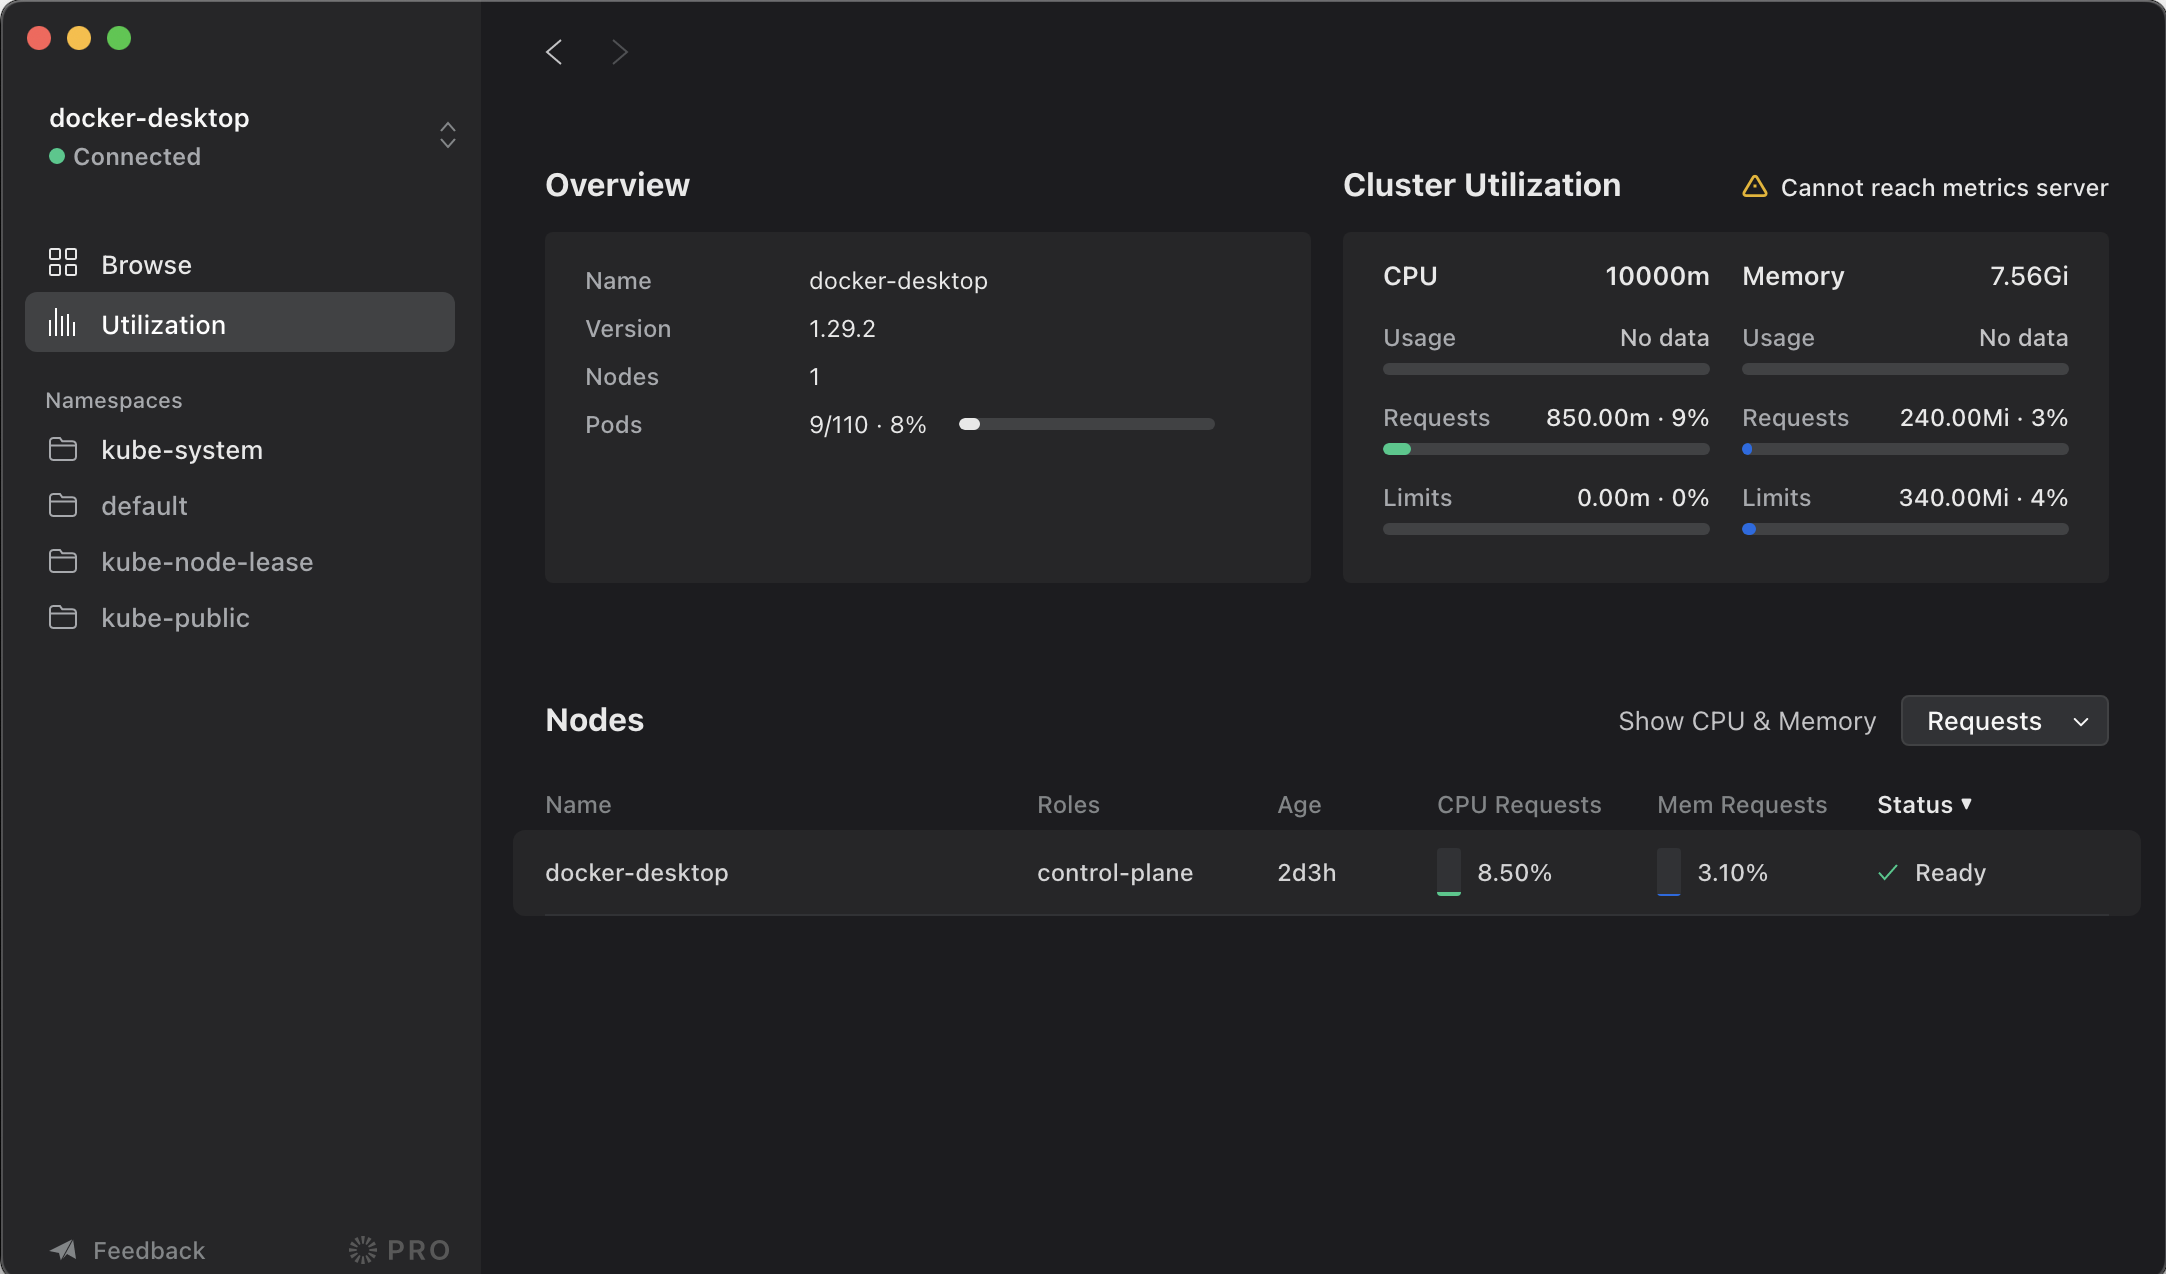 docker-desktop
Connected
Browse
Utilization
Namespaces
kube-system
default
kube-node-lease
kube-public
Feedback
PRO
Overview
Name docker-desktop
Version 1.29.2
Nodes 1
Pods 9/110 · 8%
Cluster Utilization
Cannot reach metrics server
CPU 10000m
Usage No data
Requests 850.00m · 9%
Limits 0.00m · 0%
Memory 7.56Gi
Usage No data
Requests 240.00Mi · 3%
Limits 340.00Mi · 4%
Nodes
Show CPU & Memory Requests
Name Roles Age CPU Requests Mem Requests Status
docker-desktop control-plane 2d3h 8.50% 3.10% Ready